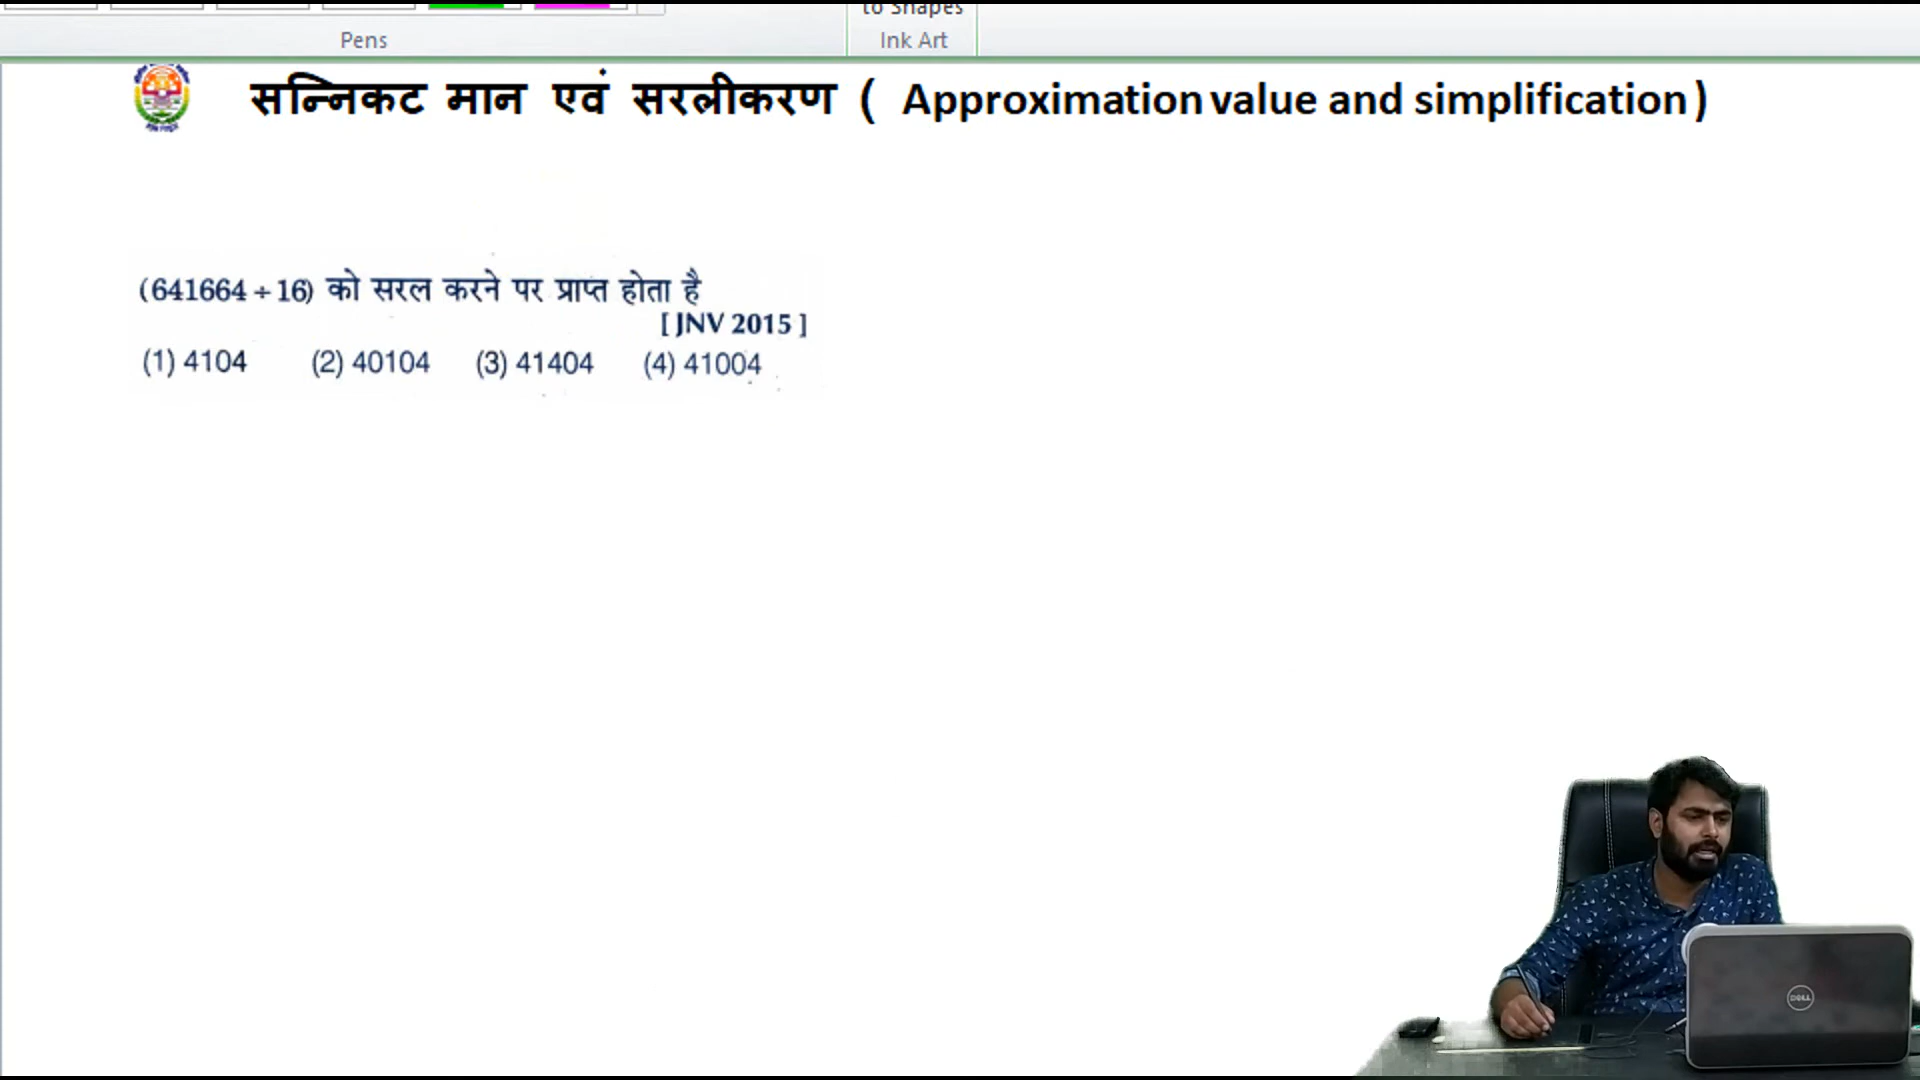 to Shapes
Pens
Ink Art
सन्निकट मान एवं सरलीकरण ( Approximation value and simplification)
(641664 ÷ 16) को सरल करने पर प्राप्त होता है
[ JNV 2015 ]
(1) 4104 (2) 40104 (3) 41404 (4) 41004
DELL